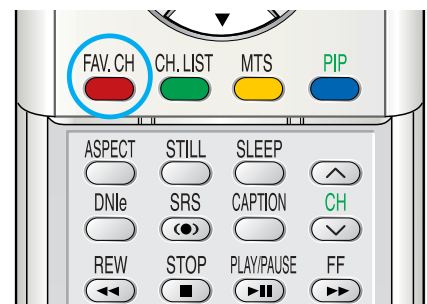 FAV. CH CH. LIST MTS PIP
ASPECT STILL SLEEP
DNIe SRS CAPTION CH
REW STOP PLAY/PAUSE FF